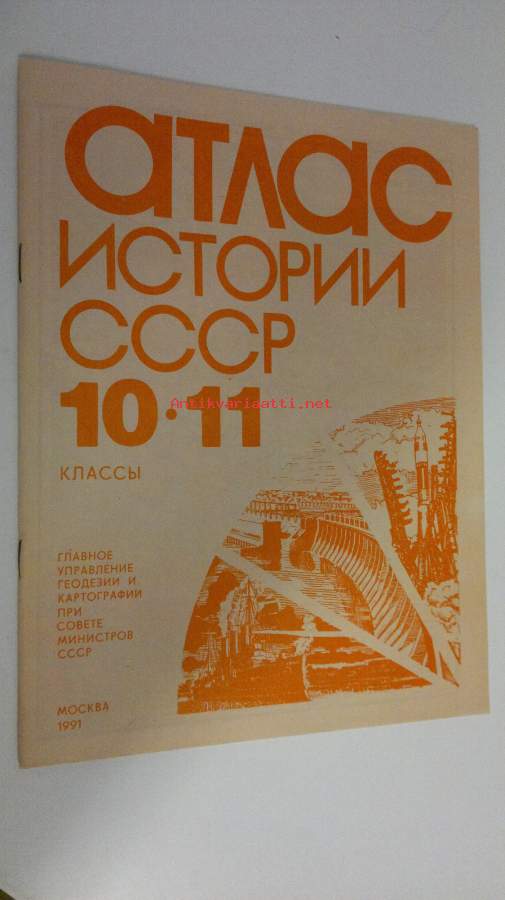 атлас
ИСТОРИИ
СССР
10·11
КЛАССЫ
ГЛАВНОЕ
УПРАВЛЕНИЕ
ГЕОДЕЗИИ И
КАРТОГРАФИИ
ПРИ
СОВЕТЕ
МИНИСТРОВ
СССР
МОСКВА
1991
Antikvariaatti.net